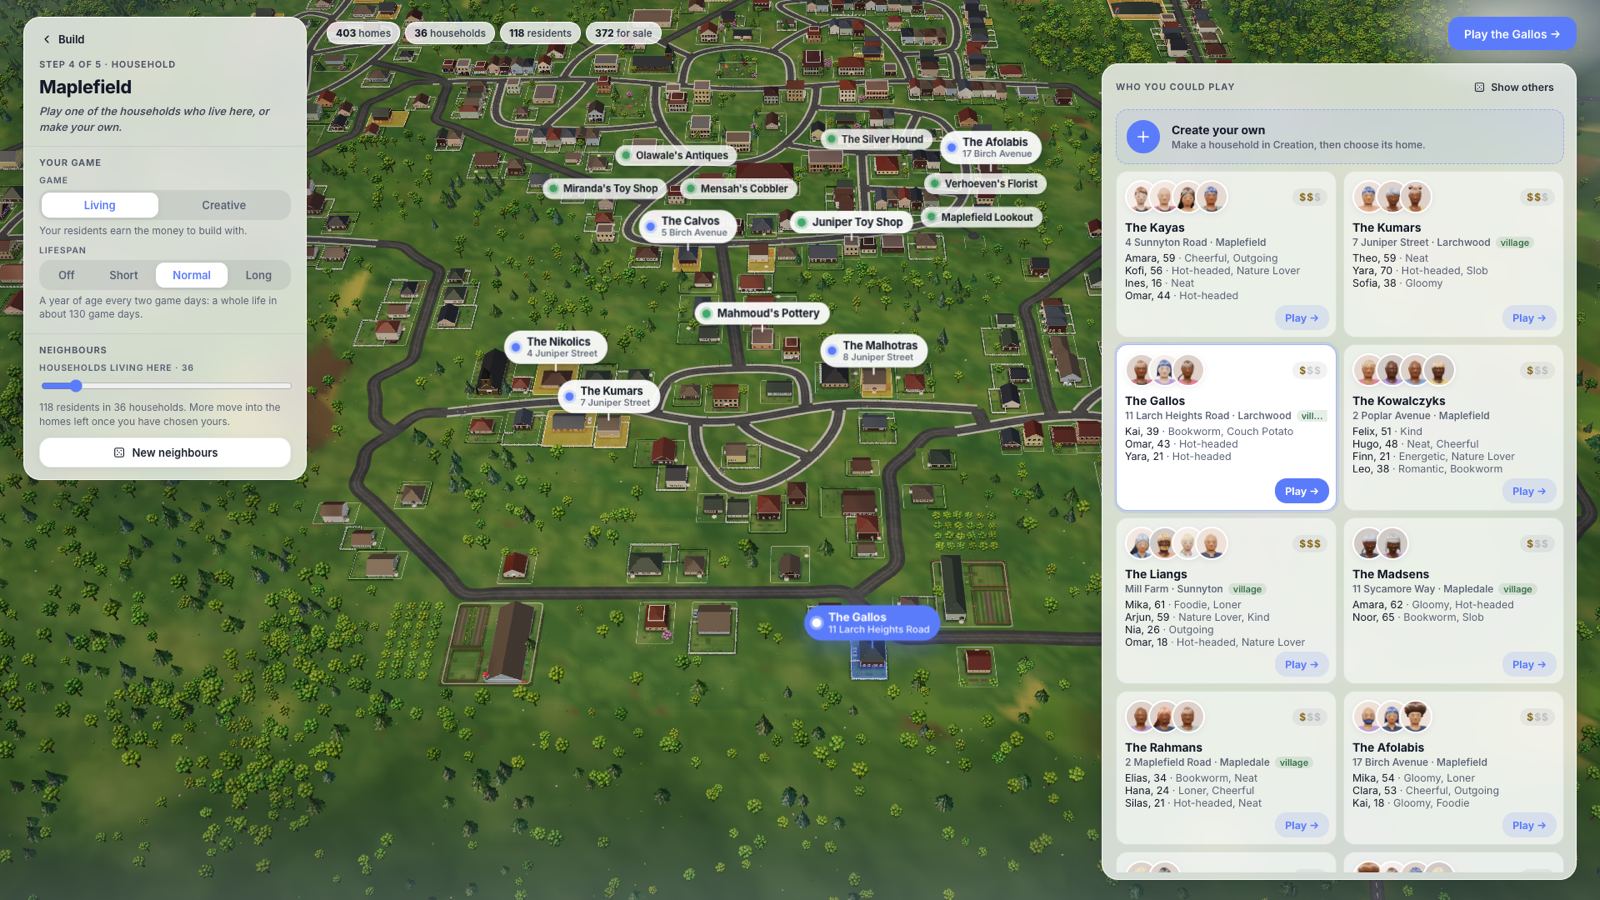 Build
STEP 4 OF 5 · HOUSEHOLD
Maplefield
Play one of the households who live here, or
make your own.
YOUR GAME
GAME
Living
Creative
Your residents earn the money to build with.
LIFESPAN
Off
Short
Normal
Long
A year of age every two game days: a whole life in
about 130 game days.
NEIGHBOURS
HOUSEHOLDS LIVING HERE · 36
118 residents in 36 households. More move into the
homes left once you have chosen yours.
New neighbours
403 homes
36 households
118 residents
372 for sale
The Silver Hound
The Afolabis
17 Birch Avenue
Olawale's Antiques
Miranda's Toy Shop
Mensah's Cobbler
Verhoeven's Florist
The Calvos
5 Birch Avenue
Juniper Toy Shop
Maplefield Lookout
Mahmoud's Pottery
The Nikolics
4 Juniper Street
The Malhotras
8 Juniper Street
The Kumars
7 Juniper Street
The Gallos
11 Larch Heights Road
Play the Gallos →
WHO YOU COULD PLAY
Show others
Create your own
Make a household in Creation, then choose its home.
$$$
The Kayas
4 Sunnyton Road · Maplefield
Amara, 59 · Cheerful, Outgoing
Kofi, 56 · Hot-headed, Nature Lover
Ines, 16 · Neat
Omar, 44 · Hot-headed
Play →
$$$
The Kumars
7 Juniper Street · Larchwood village
Theo, 59 · Neat
Yara, 70 · Hot-headed, Slob
Sofia, 38 · Gloomy
Play →
$$$
The Gallos
11 Larch Heights Road · Larchwood vill...
Kai, 39 · Bookworm, Couch Potato
Omar, 43 · Hot-headed
Yara, 21 · Hot-headed
Play →
$$$
The Kowalczyks
2 Poplar Avenue · Maplefield
Felix, 51 · Kind
Hugo, 48 · Neat, Cheerful
Finn, 21 · Energetic, Nature Lover
Leo, 38 · Romantic, Bookworm
Play →
$$$
The Liangs
Mill Farm · Sunnyton village
Mika, 61 · Foodie, Loner
Arjun, 59 · Nature Lover, Kind
Nia, 26 · Outgoing
Omar, 18 · Hot-headed, Nature Lover
Play →
$$$
The Madsens
11 Sycamore Way · Mapledale village
Amara, 62 · Gloomy, Hot-headed
Noor, 65 · Bookworm, Slob
Play →
$$$
The Rahmans
2 Maplefield Road · Mapledale village
Elias, 34 · Bookworm, Neat
Hana, 24 · Loner, Cheerful
Silas, 21 · Hot-headed, Neat
Play →
$$$
The Afolabis
17 Birch Avenue · Maplefield
Mika, 54 · Gloomy, Loner
Clara, 53 · Cheerful, Outgoing
Kai, 18 · Gloomy, Foodie
Play →